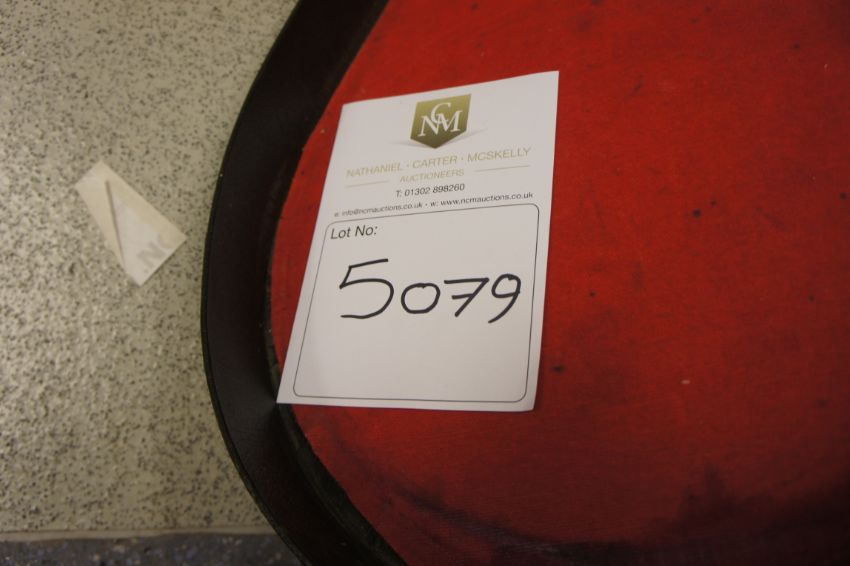 NCM
NATHANIEL · CARTER · MCSKELLY
AUCTIONEERS
T: 01302 898260
e: info@ncmauctions.co.uk · w: www.ncmauctions.co.uk
Lot No:
5079